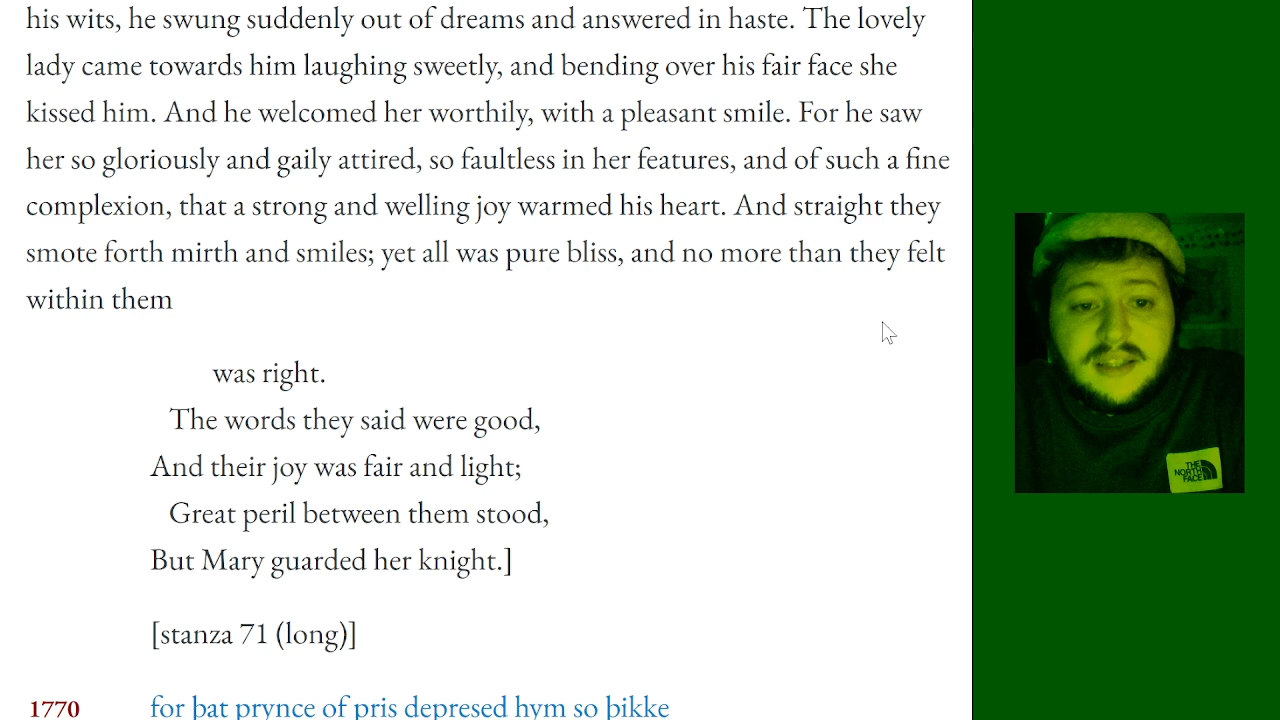 his wits, he swung suddenly out of dreams and answered in haste. The lovely
lady came towards him laughing sweetly, and bending over his fair face she
kissed him. And he welcomed her worthily, with a pleasant smile. For he saw
her so gloriously and gaily attired, so faultless in her features, and of such a fine
complexion, that a strong and welling joy warmed his heart. And straight they
smote forth mirth and smiles; yet all was pure bliss, and no more than they felt
within them
was right.
The words they said were good,
And their joy was fair and light;
Great peril between them stood,
But Mary guarded her knight.]
[stanza 71 (long)]
1770 for þat prynce of pris depresed hym so þikke
THE
NORTH
FACE